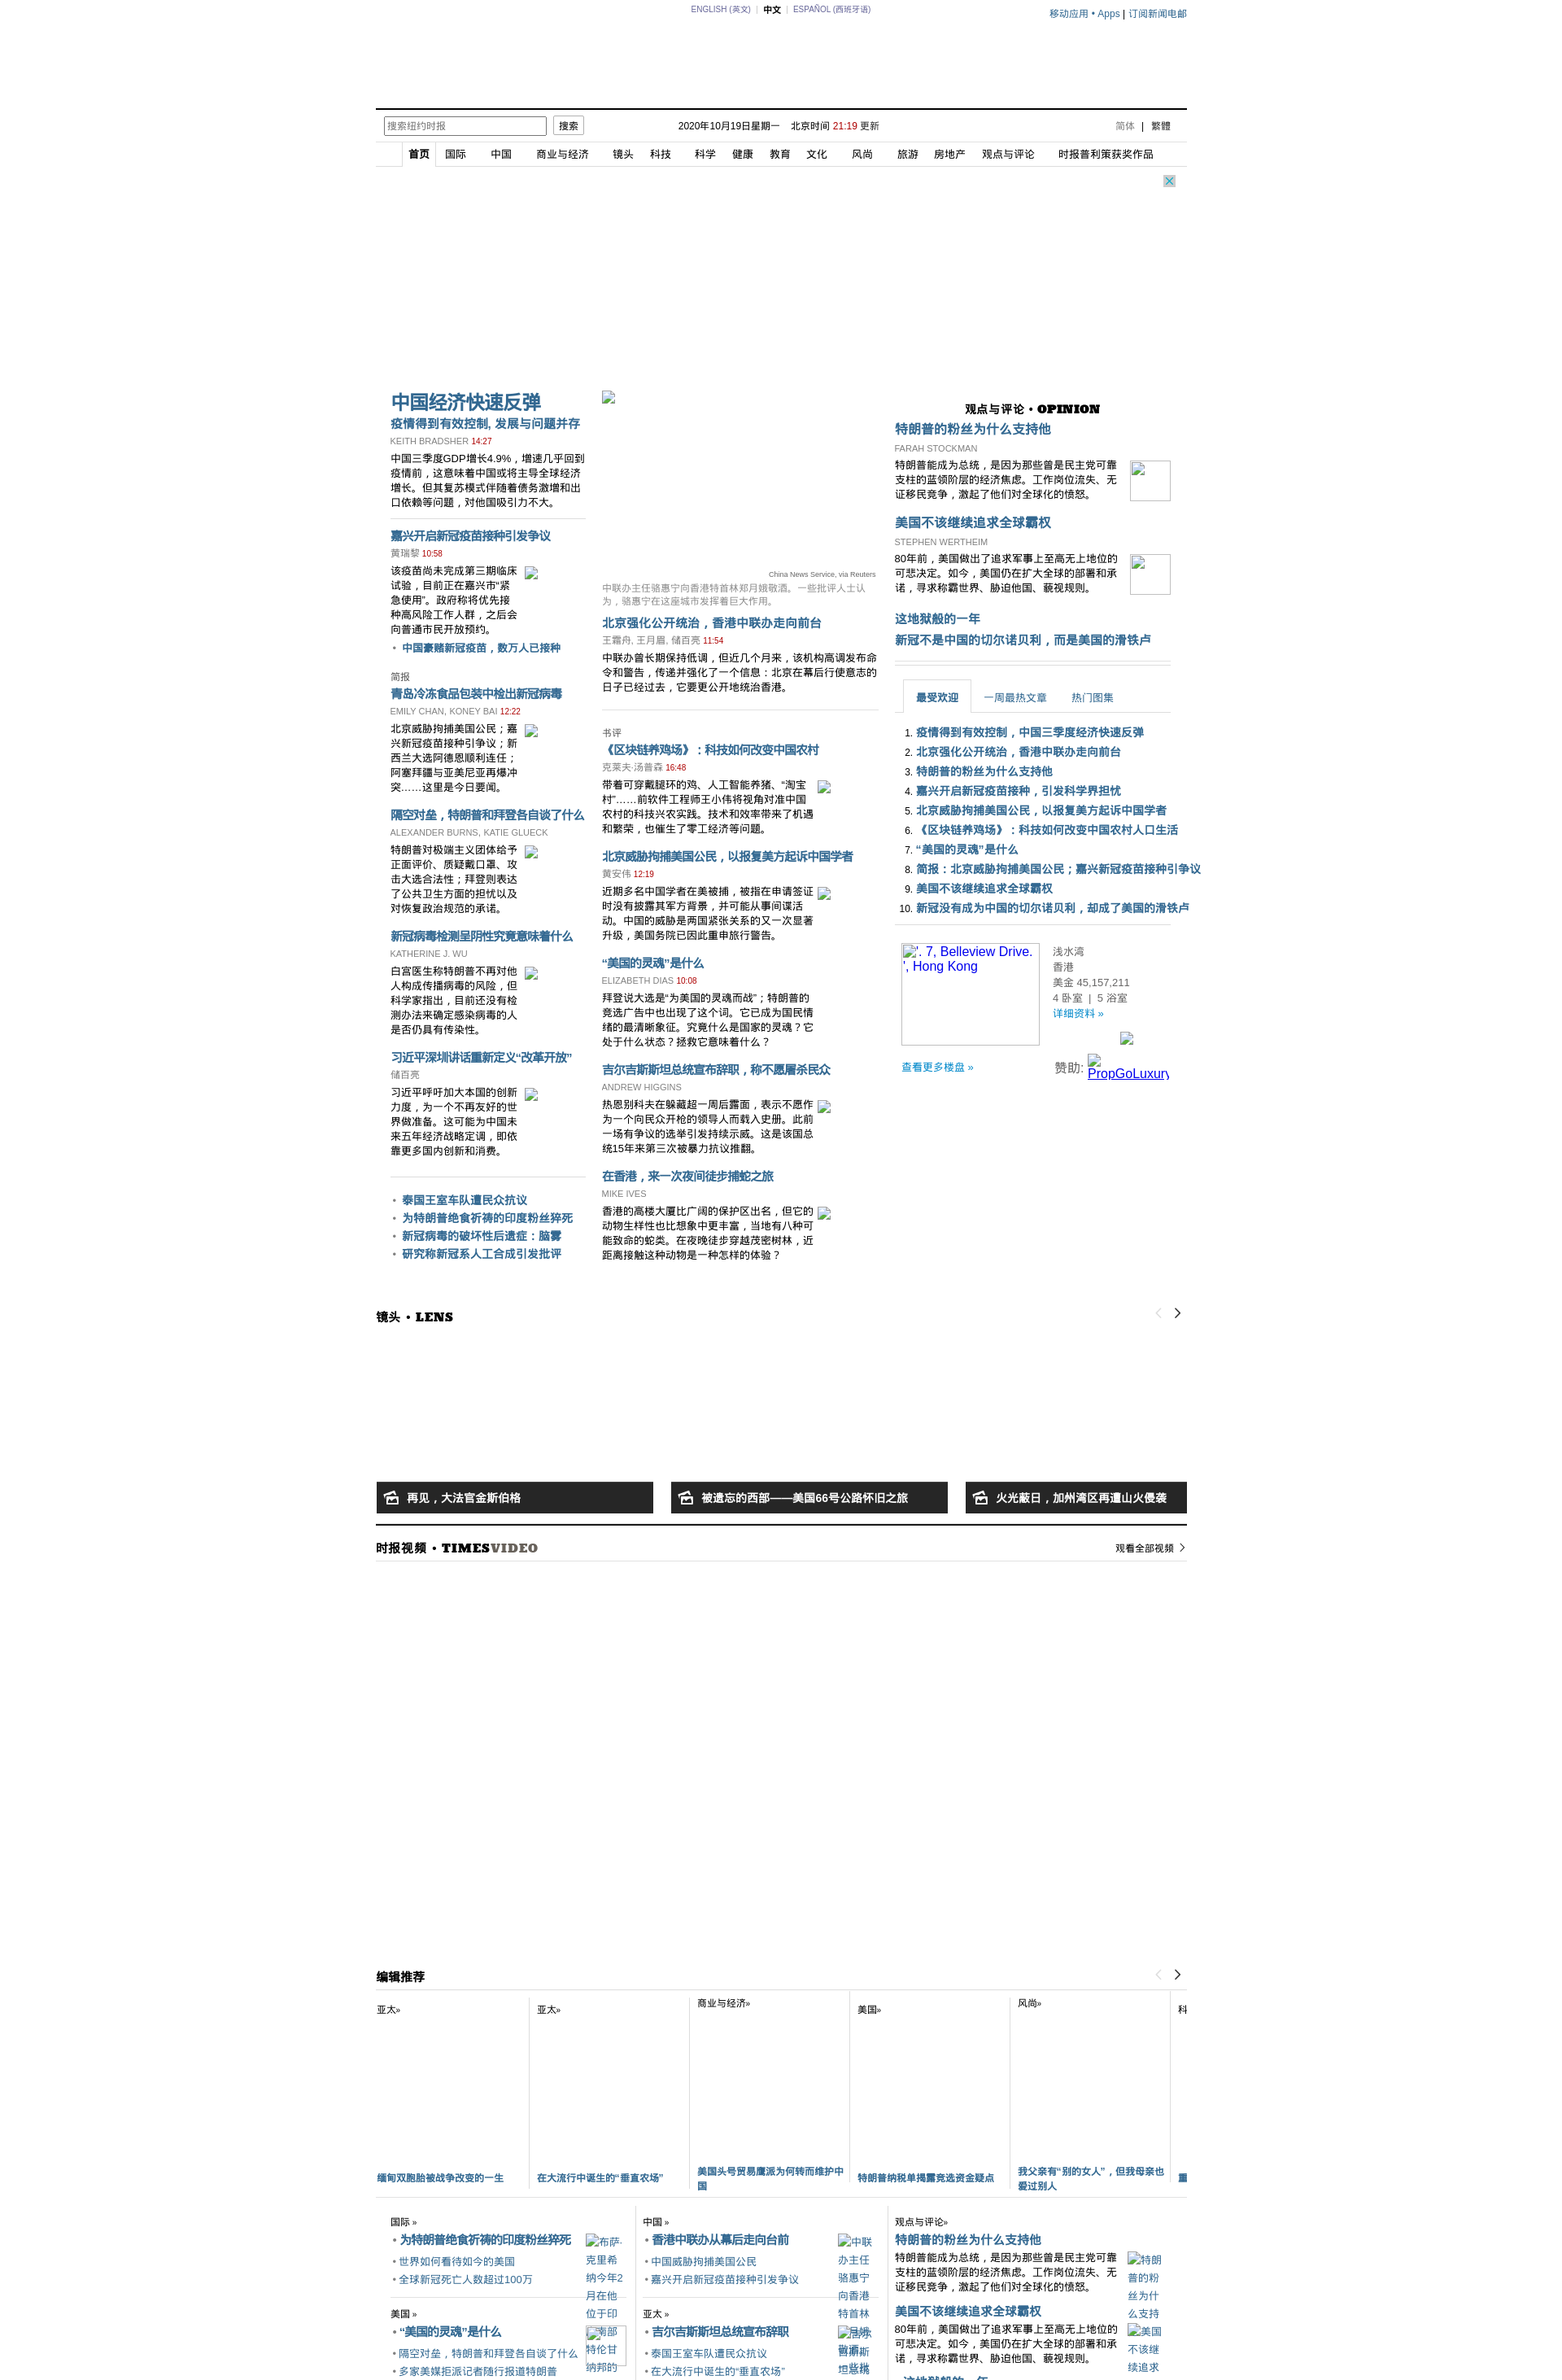 ENGLISH (英文) | 中文 | ESPAÑOL (西班牙语)
移动应用 • Apps | 订阅新闻电邮
搜索纽约时报
搜索
2020年10月19日星期一 北京时间 21:19 更新
简体 | 繁體
首页 国际 中国 商业与经济 镜头 科技 科学 健康 教育 文化 风尚 旅游 房地产 观点与评论 时报普利策获奖作品
中国经济快速反弹
疫情得到有效控制, 发展与问题并存
KEITH BRADSHER 14:27
中国三季度GDP增长4.9%，增速几乎回到
疫情前，这意味着中国或将主导全球经济
增长。但其复苏模式伴随着债务激增和出
口依赖等问题，对他国吸引力不大。
嘉兴开启新冠疫苗接种引发争议
黄瑞黎 10:58
该疫苗尚未完成第三期临床
试验，目前正在嘉兴市“紧
急使用”。政府称将优先接
种高风险工作人群，之后会
向普通市民开放预约。
• 中国豪赌新冠疫苗，数万人已接种
简报
青岛冷冻食品包装中检出新冠病毒
EMILY CHAN, KONEY BAI 12:22
北京威胁拘捕美国公民；嘉
兴新冠疫苗接种引争议；新
西兰大选阿德恩顺利连任；
阿塞拜疆与亚美尼亚再爆冲
突……这里是今日要闻。
隔空对垒，特朗普和拜登各自谈了什么
ALEXANDER BURNS, KATIE GLUECK
特朗普对极端主义团体给予
正面评价、质疑戴口罩、攻
击大选合法性；拜登则表达
了公共卫生方面的担忧以及
对恢复政治规范的承诺。
新冠病毒检测呈阴性究竟意味着什么
KATHERINE J. WU
白宫医生称特朗普不再对他
人构成传播病毒的风险，但
科学家指出，目前还没有检
测办法来确定感染病毒的人
是否仍具有传染性。
习近平深圳讲话重新定义“改革开放”
储百亮
习近平呼吁加大本国的创新
力度，为一个不再友好的世
界做准备。这可能为中国未
来五年经济战略定调，即依
靠更多国内创新和消费。
• 泰国王室车队遭民众抗议
• 为特朗普绝食祈祷的印度粉丝猝死
• 新冠病毒的破坏性后遗症：脑雾
• 研究称新冠系人工合成引发批评
China News Service, via Reuters
中联办主任骆惠宁向香港特首林郑月娥敬酒。一些批评人士认
为，骆惠宁在这座城市发挥着巨大作用。
北京强化公开统治，香港中联办走向前台
王霜舟, 王月眉, 储百亮 11:54
中联办曾长期保持低调，但近几个月来，该机构高调发布命
令和警告，传递并强化了一个信息：北京在幕后行使意志的
日子已经过去，它要更公开地统治香港。
书评
《区块链养鸡场》：科技如何改变中国农村
克莱夫·汤普森 16:48
带着可穿戴腿环的鸡、人工智能养猪、“淘宝
村”……前软件工程师王小伟将视角对准中国
农村的科技兴农实践。技术和效率带来了机遇
和繁荣，也催生了零工经济等问题。
北京威胁拘捕美国公民，以报复美方起诉中国学者
黄安伟 12:19
近期多名中国学者在美被捕，被指在申请签证
时没有披露其军方背景，并可能从事间谍活
动。中国的威胁是两国紧张关系的又一次显著
升级，美国务院已因此重申旅行警告。
“美国的灵魂”是什么
ELIZABETH DIAS 10:08
拜登说大选是“为美国的灵魂而战”；特朗普的
竞选广告中也出现了这个词。它已成为国民情
绪的最清晰象征。究竟什么是国家的灵魂？它
处于什么状态？拯救它意味着什么？
吉尔吉斯斯坦总统宣布辞职，称不愿屠杀民众
ANDREW HIGGINS
热恩别科夫在躲藏超一周后露面，表示不愿作
为一个向民众开枪的领导人而载入史册。此前
一场有争议的选举引发持续示威。这是该国总
统15年来第三次被暴力抗议推翻。
在香港，来一次夜间徒步捕蛇之旅
MIKE IVES
香港的高楼大厦比广阔的保护区出名，但它的
动物生样性也比想象中更丰富，当地有八种可
能致命的蛇类。在夜晚徒步穿越茂密树林，近
距离接触这种动物是一种怎样的体验？
观点与评论 • OPINION
特朗普的粉丝为什么支持他
FARAH STOCKMAN
特朗普能成为总统，是因为那些曾是民主党可靠
支柱的蓝领阶层的经济焦虑。工作岗位流失、无
证移民竞争，激起了他们对全球化的愤怒。
美国不该继续追求全球霸权
STEPHEN WERTHEIM
80年前，美国做出了追求军事上至高无上地位的
可悲决定。如今，美国仍在扩大全球的部署和承
诺，寻求称霸世界、胁迫他国、藐视规则。
这地狱般的一年
新冠不是中国的切尔诺贝利，而是美国的滑铁卢
最受欢迎 一周最热文章 热门图集
1. 疫情得到有效控制，中国三季度经济快速反弹
2. 北京强化公开统治，香港中联办走向前台
3. 特朗普的粉丝为什么支持他
4. 嘉兴开启新冠疫苗接种，引发科学界担忧
5. 北京威胁拘捕美国公民，以报复美方起诉中国学者
6. 《区块链养鸡场》：科技如何改变中国农村人口生活
7. “美国的灵魂”是什么
8. 简报：北京威胁拘捕美国公民；嘉兴新冠疫苗接种引争议
9. 美国不该继续追求全球霸权
10. 新冠没有成为中国的切尔诺贝利，却成了美国的滑铁卢
'. 7, Belleview Drive.
', Hong Kong
浅水湾
香港
美金 45,157,211
4 卧室 | 5 浴室
详细资料 »
查看更多楼盘 »
赞助: PropGoLuxury
镜头 • LENS
再见，大法官金斯伯格
被遗忘的西部——美国66号公路怀旧之旅
火光蔽日，加州湾区再遭山火侵袭
时报视频 • TIMESVIDEO
观看全部视频
编辑推荐
亚太»
亚太»
商业与经济»
美国»
风尚»
科
缅甸双胞胎被战争改变的一生
在大流行中诞生的“垂直农场”
美国头号贸易鹰派为何转而维护中
国
特朗普纳税单揭露竞选资金疑点
我父亲有“别的女人”，但我母亲也
爱过别人
重
国际 »
• 为特朗普绝食祈祷的印度粉丝猝死
• 世界如何看待如今的美国
• 全球新冠死亡人数超过100万
布萨·
克里希
纳今年2
月在他
位于印
南部
特伦甘
纳邦的
美国 »
• “美国的灵魂”是什么
• 隔空对垒，特朗普和拜登各自谈了什么
• 多家美媒拒派记者随行报道特朗普
中国 »
• 香港中联办从幕后走向台前
• 中国威胁拘捕美国公民
• 嘉兴开启新冠疫苗接种引发争议
中联
办主任
骆惠宁
向香港
特首林
亚太 »
• 吉尔吉斯斯坦总统宣布辞职
• 泰国王室车队遭民众抗议
• 在大流行中诞生的“垂直农场”
观点与评论»
特朗普的粉丝为什么支持他
特朗普能成为总统，是因为那些曾是民主党可靠
支柱的蓝领阶层的经济焦虑。工作岗位流失、无
证移民竞争，激起了他们对全球化的愤怒。
特朗
普的粉
丝为什
么支持
美国不该继续追求全球霸权
80年前，美国做出了追求军事上至高无上地位的
可悲决定。如今，美国仍在扩大全球的部署和承
诺，寻求称霸世界、胁迫他国、藐视规则。
美国
不该继
续追求